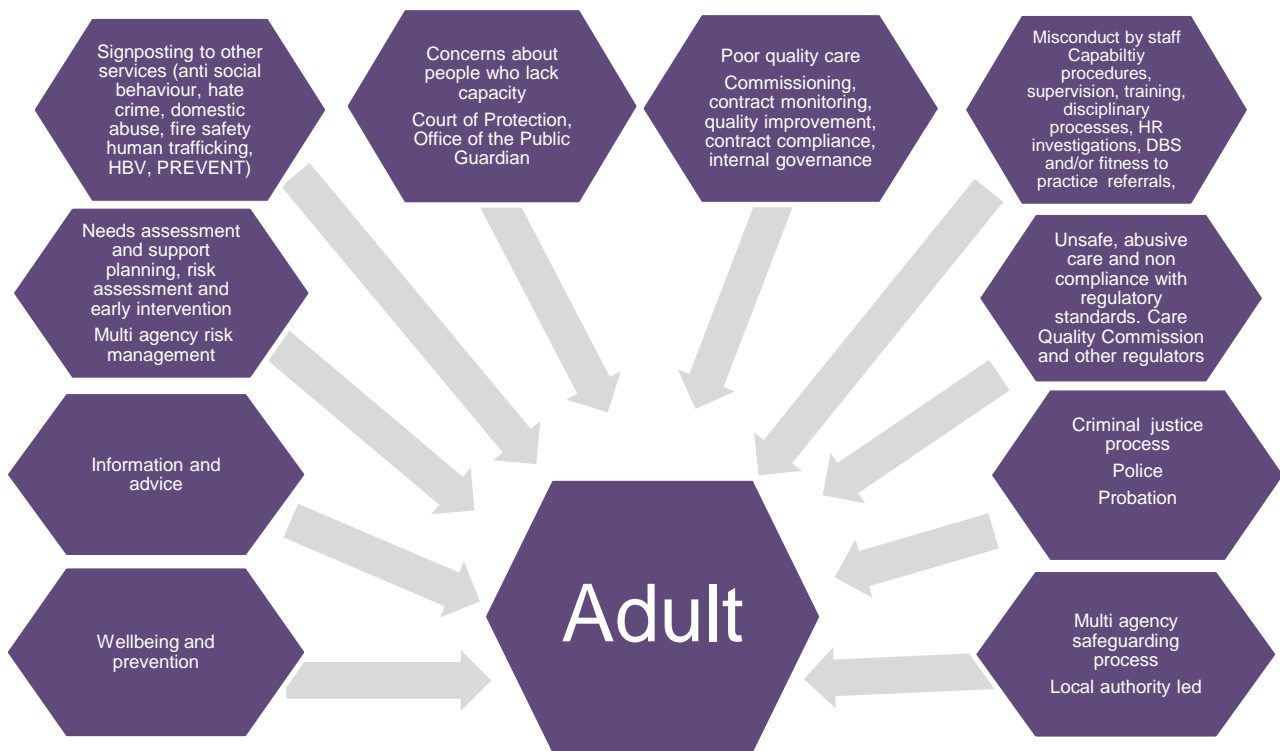 Signposting to other
services (anti social
behaviour, hate
crime, domestic
abuse, fire safety
human trafficking,
HBV, PREVENT)
Concerns about
people who lack
capacity
Court of Protection,
Office of the Public
Guardian
Poor quality care
Commissioning,
contract monitoring,
quality improvement,
contract compliance,
internal governance
Misconduct by staff
Capabiltiy
procedures,
supervision, training,
disciplinary
processes, HR
investigations, DBS
and/or fitness to
practice referrals,
Needs assessment
and support
planning, risk
assessment and
early intervention
Multi agency risk
management
Unsafe, abusive
care and non
compliance with
regulatory
standards. Care
Quality Commission
and other regulators
Information and
advice
Criminal justice
process
Police
Probation
Wellbeing and
prevention
Adult
Multi agency
safeguarding
process
Local authority led